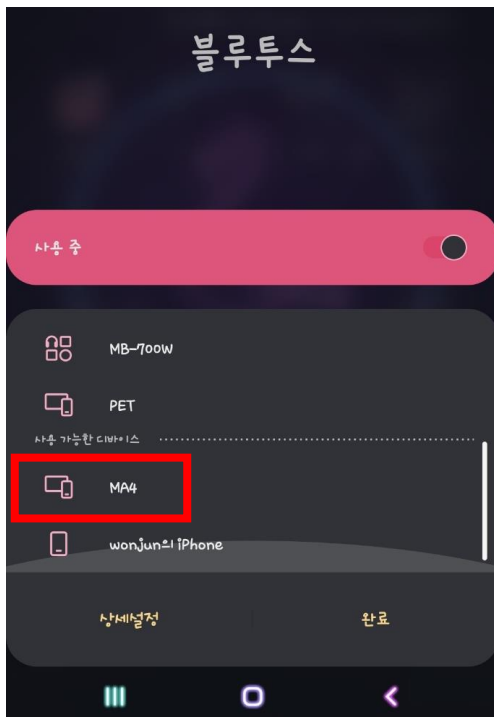 블루투스
사용 중
MB-700W
PET
사용 가능한 디바이스
MA4
wonjun의 iPhone
상세설정
완료